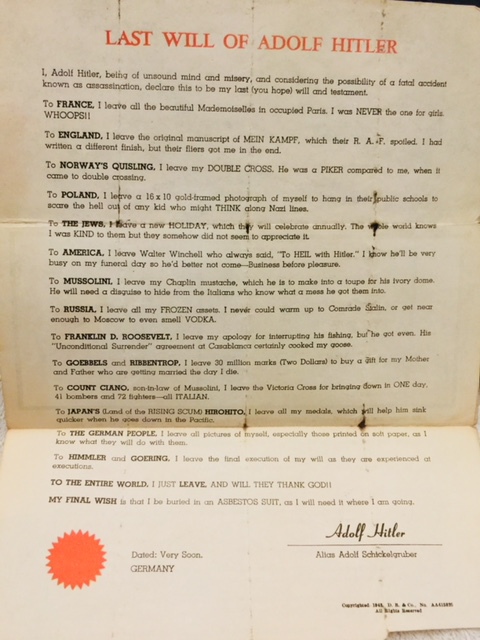 LAST WILL OF ADOLF HITLER
I, Adolf Hitler, being of unsound mind and misery, and considering the possibility of a fatal accident
known as assassination, declare this to be my last (you hope) will and testament.
To FRANCE, I leave all the beautiful Mademoiselles in occupied Paris. I was NEVER the one for girls.
WHOOPS!!
To ENGLAND, I leave the original manuscript of MEIN KAMPF, which their R. A. F. spoiled. I had
written a different finish, but their fliers got me in the end.
To NORWAY'S QUISLING, I leave my DOUBLE CROSS. He was a PIKER compared to me, when it
came to double crossing.
To POLAND, I leave a 16 x 10 gold-framed photograph of myself to hang in their public schools to
scare the hell out of any kid who might THINK along Nazi lines.
To THE JEWS, I leave a new HOLIDAY, which they will celebrate annually. The whole world knows
I was KIND to them but they somehow did not seem to appreciate it.
To AMERICA, I leave Walter Winchell who always said, "To HEIL with Hitler." I know he'll be very
busy on my funeral day so he'd better not come—Business before pleasure.
To MUSSOLINI, I leave my Chaplin mustache, which he is to make into a toupe for his ivory dome.
He will need a disguise to hide from the Italians who know what a mess he got them into.
To RUSSIA, I leave all my FROZEN assets. I never could warm up to Comrade Stalin, or get near
enough to Moscow to even smell VODKA.
To FRANKLIN D. ROOSEVELT, I leave my apology for interrupting his fishing, but he got even. His
"Unconditional Surrender" agreement at Casablanca certainly cooked my goose.
To GOEBBELS and RIBBENTROP, I leave 30 million marks (Two Dollars) to buy a gift for my Mother
and Father who are getting married the day I die.
To COUNT CIANO, son-in-law of Mussolini, I leave the Victoria Cross for bringing down in ONE day,
41 bombers and 72 fighters—all ITALIAN.
To JAPAN'S (Land of the RISING SCUM) HIROHITO, I leave all my medals, which will help him sink
quicker when he goes down in the Pacific.
To THE GERMAN PEOPLE, I leave all pictures of myself, especially those printed on soft paper, as I
know what they will do with them.
To HIMMLER and GOERING, I leave the final execution of my will as they are experienced at
executions.
TO THE ENTIRE WORLD, I JUST LEAVE, AND WILL THEY THANK GOD!!
MY FINAL WISH is that I be buried in an ASBESTOS SUIT, as I will need it where I am going.
Adolf Hitler
Alias Adolf Schickelgruber
Dated: Very Soon.
GERMANY
Copyrighted, 1943, D. R. & Co., No.
All Rights Reserved